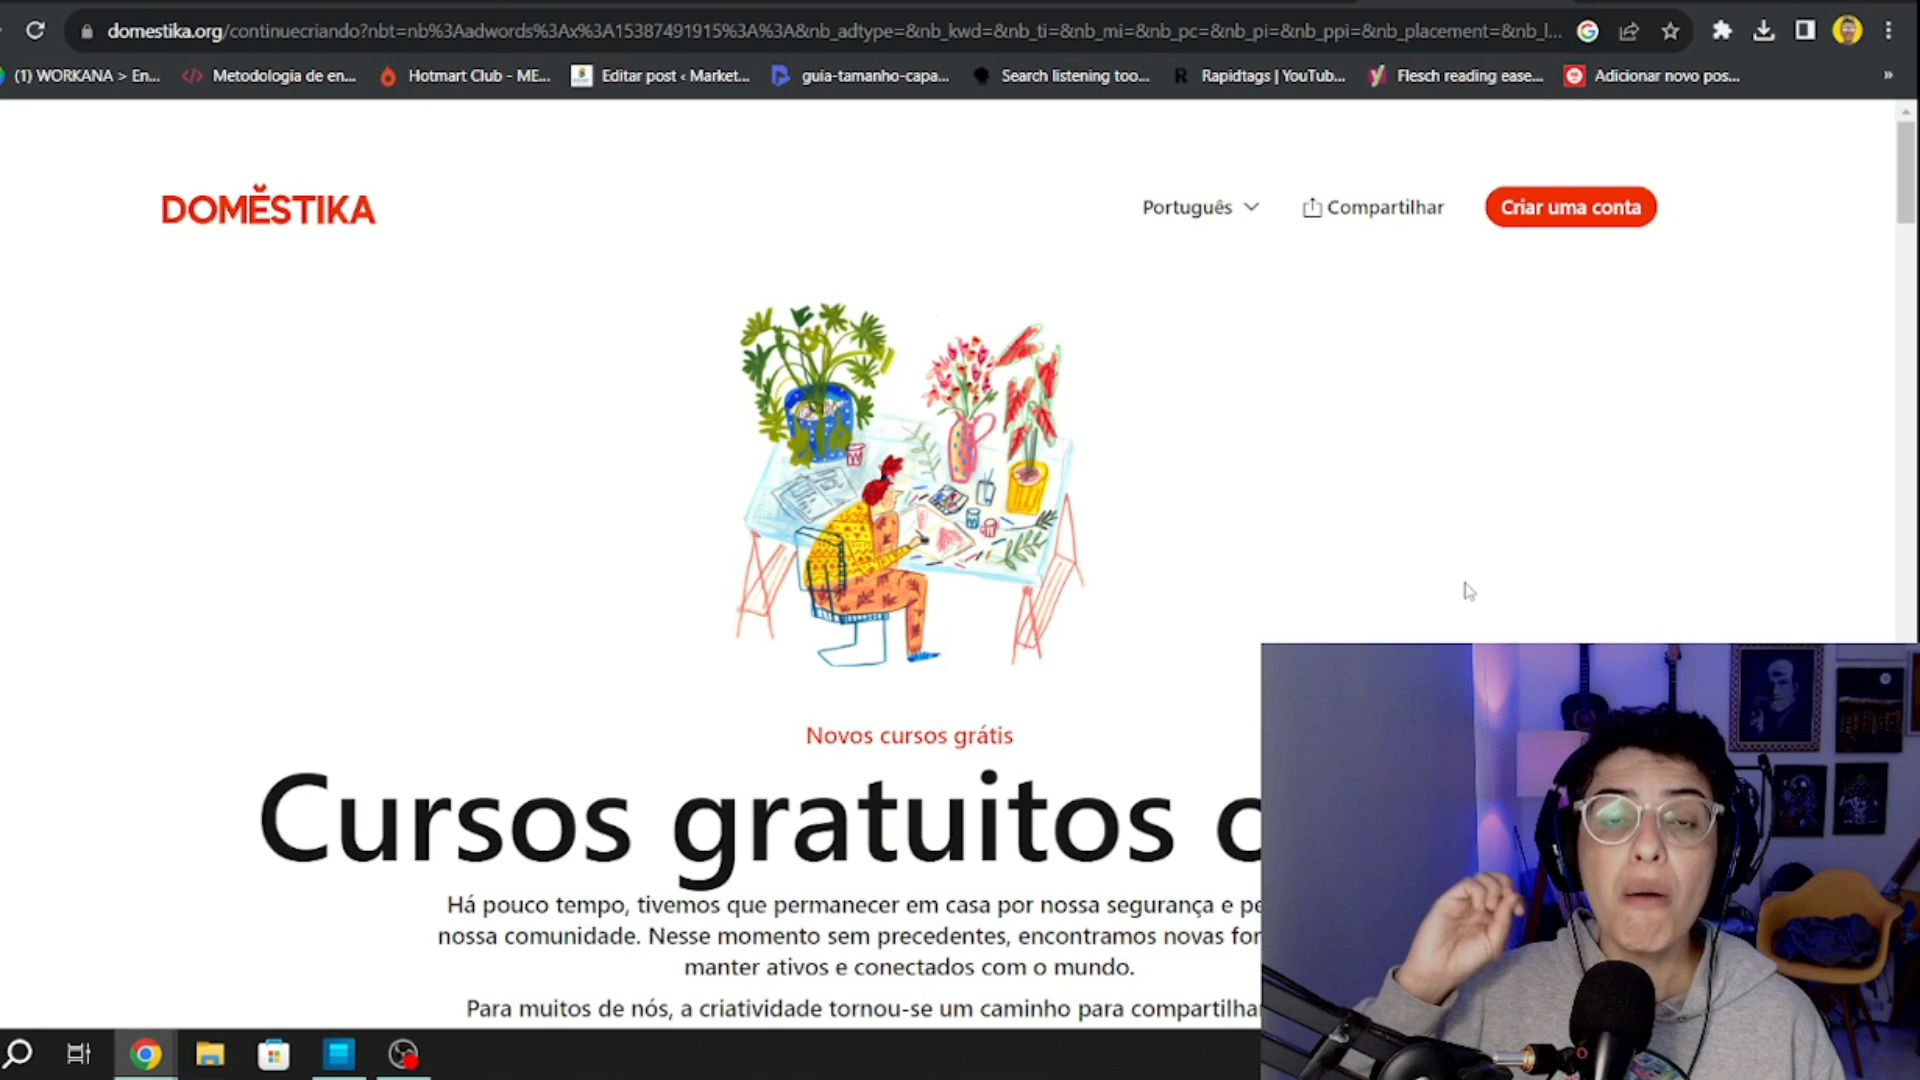 domestika.org/continuecriando?nbt=nb%3Aadwords%3Ax%3A15387491915%3A%3A&nb_adtype=&nb_kwd=&nb_ti=&nb_mi=&nb_pc=&nb_pi=&nb_ppi=&nb_placement=&nb_l...
(1) WORKANA > En...
Metodologia de en...
Hotmart Club - ME...
Editar post ‹ Market...
guia-tamanho-capa...
Search listening too...
Rapidtags | YouTub...
Flesch reading ease...
Adicionar novo pos...
»
DOMĚSTIKA
Português
Compartilhar
Criar uma conta
Novos cursos grátis
Cursos gratuitos
Há pouco tempo, tivemos que permanecer em casa por nossa segurança e
nossa comunidade. Nesse momento sem precedentes, encontramos novas
manter ativos e conectados com o mundo.
Para muitos de nós, a criatividade tornou-se um caminho para compartilhar